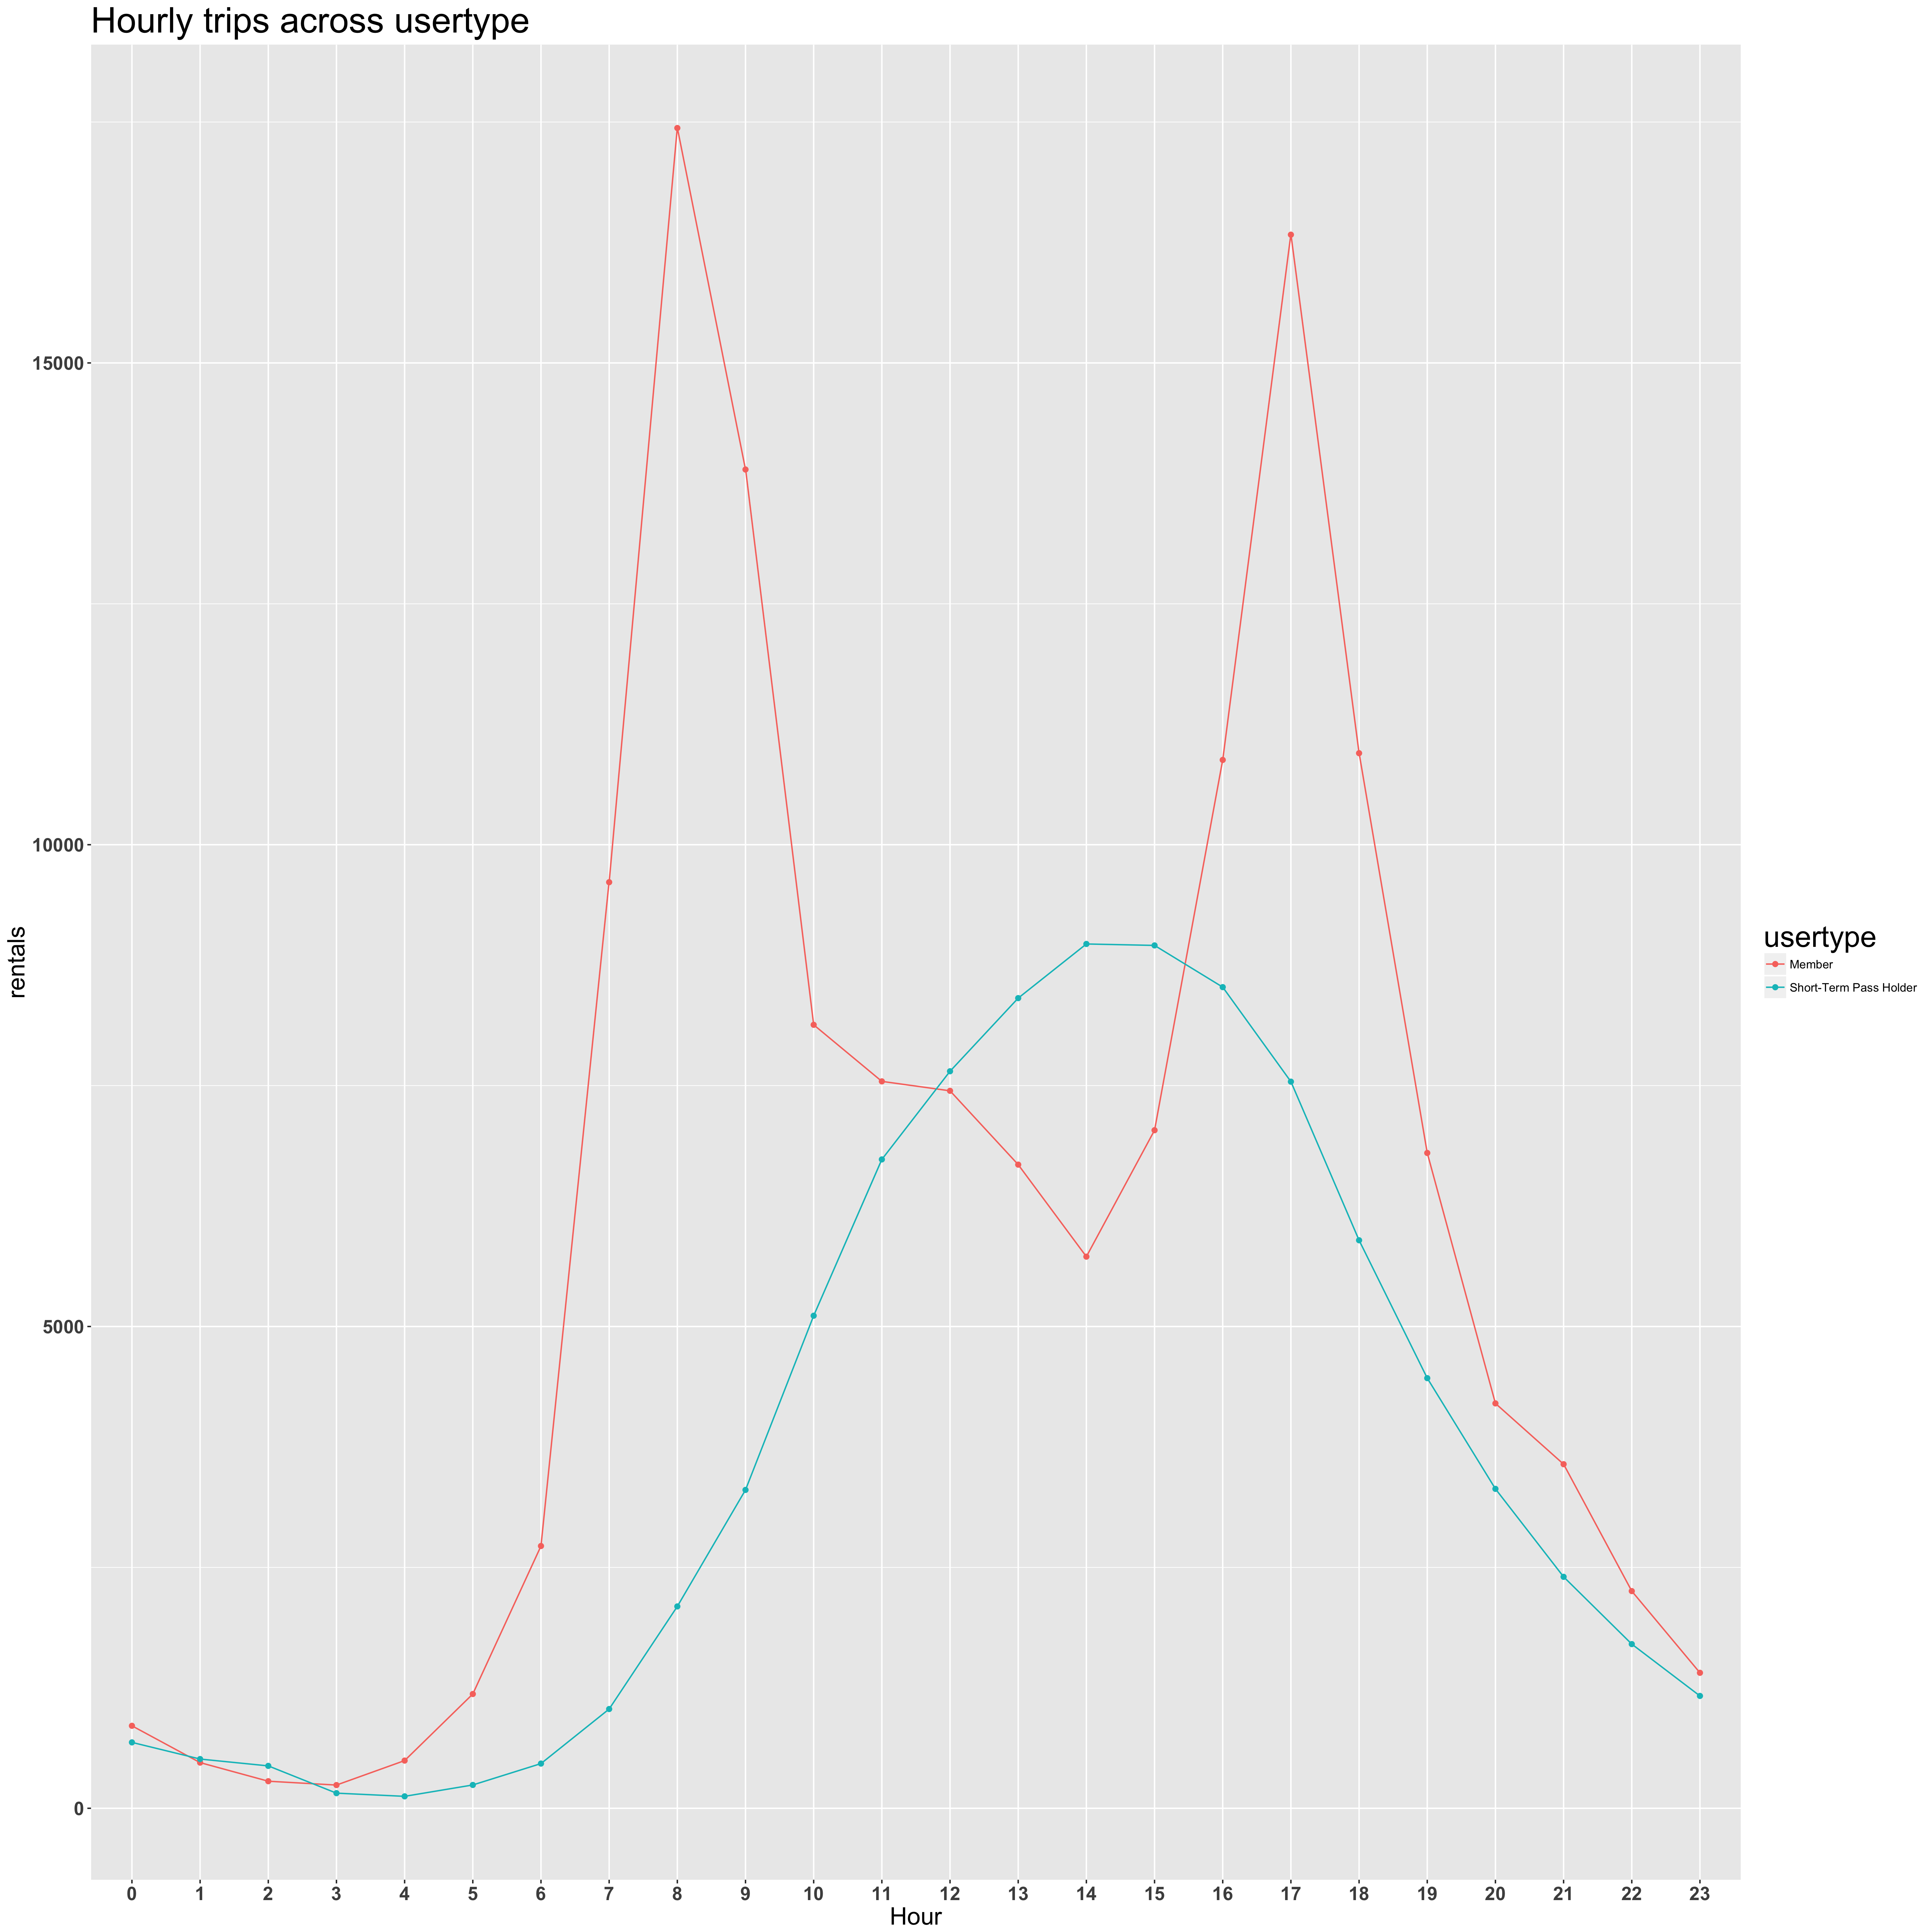 Hourly trips across usertype
15000
10000
5000
0
rentals
0 1 2 3 4 5 6 7 8 9 10 11 12 13 14 15 16 17 18 19 20 21 22 23
Hour
usertype
Member
Short-Term Pass Holder